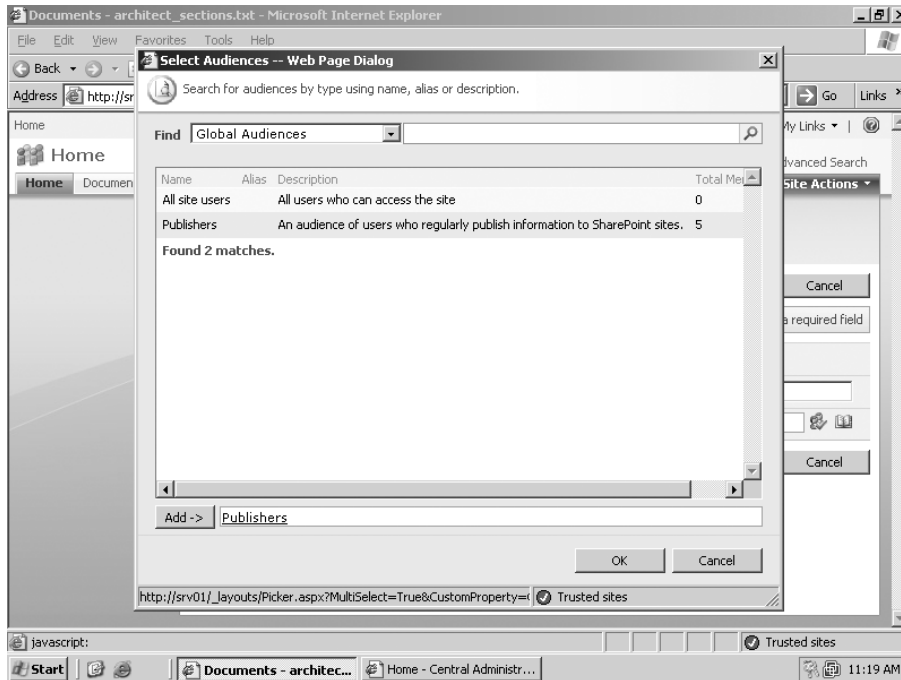 Documents - architect_sections.txt - Microsoft Internet Explorer
File Edit View Favorites Tools Help
Select Audiences -- Web Page Dialog
Back
Search for audiences by type using name, alias or description.
Address http://sr
Go Links »
Home
My Links
Find Global Audiences
Home
Advanced Search
Home Documen
Site Actions
Name Alias Description Total Me
All site users All users who can access the site 0
Publishers An audience of users who regularly publish information to SharePoint sites. 5
Found 2 matches.
Cancel
a required field
Cancel
Add -> Publishers
OK Cancel
http://srv01/_layouts/Picker.aspx?MultiSelect=True&CustomProperty=( Trusted sites
javascript: Trusted sites
Start Documents - architec... Home - Central Administr... 11:19 AM